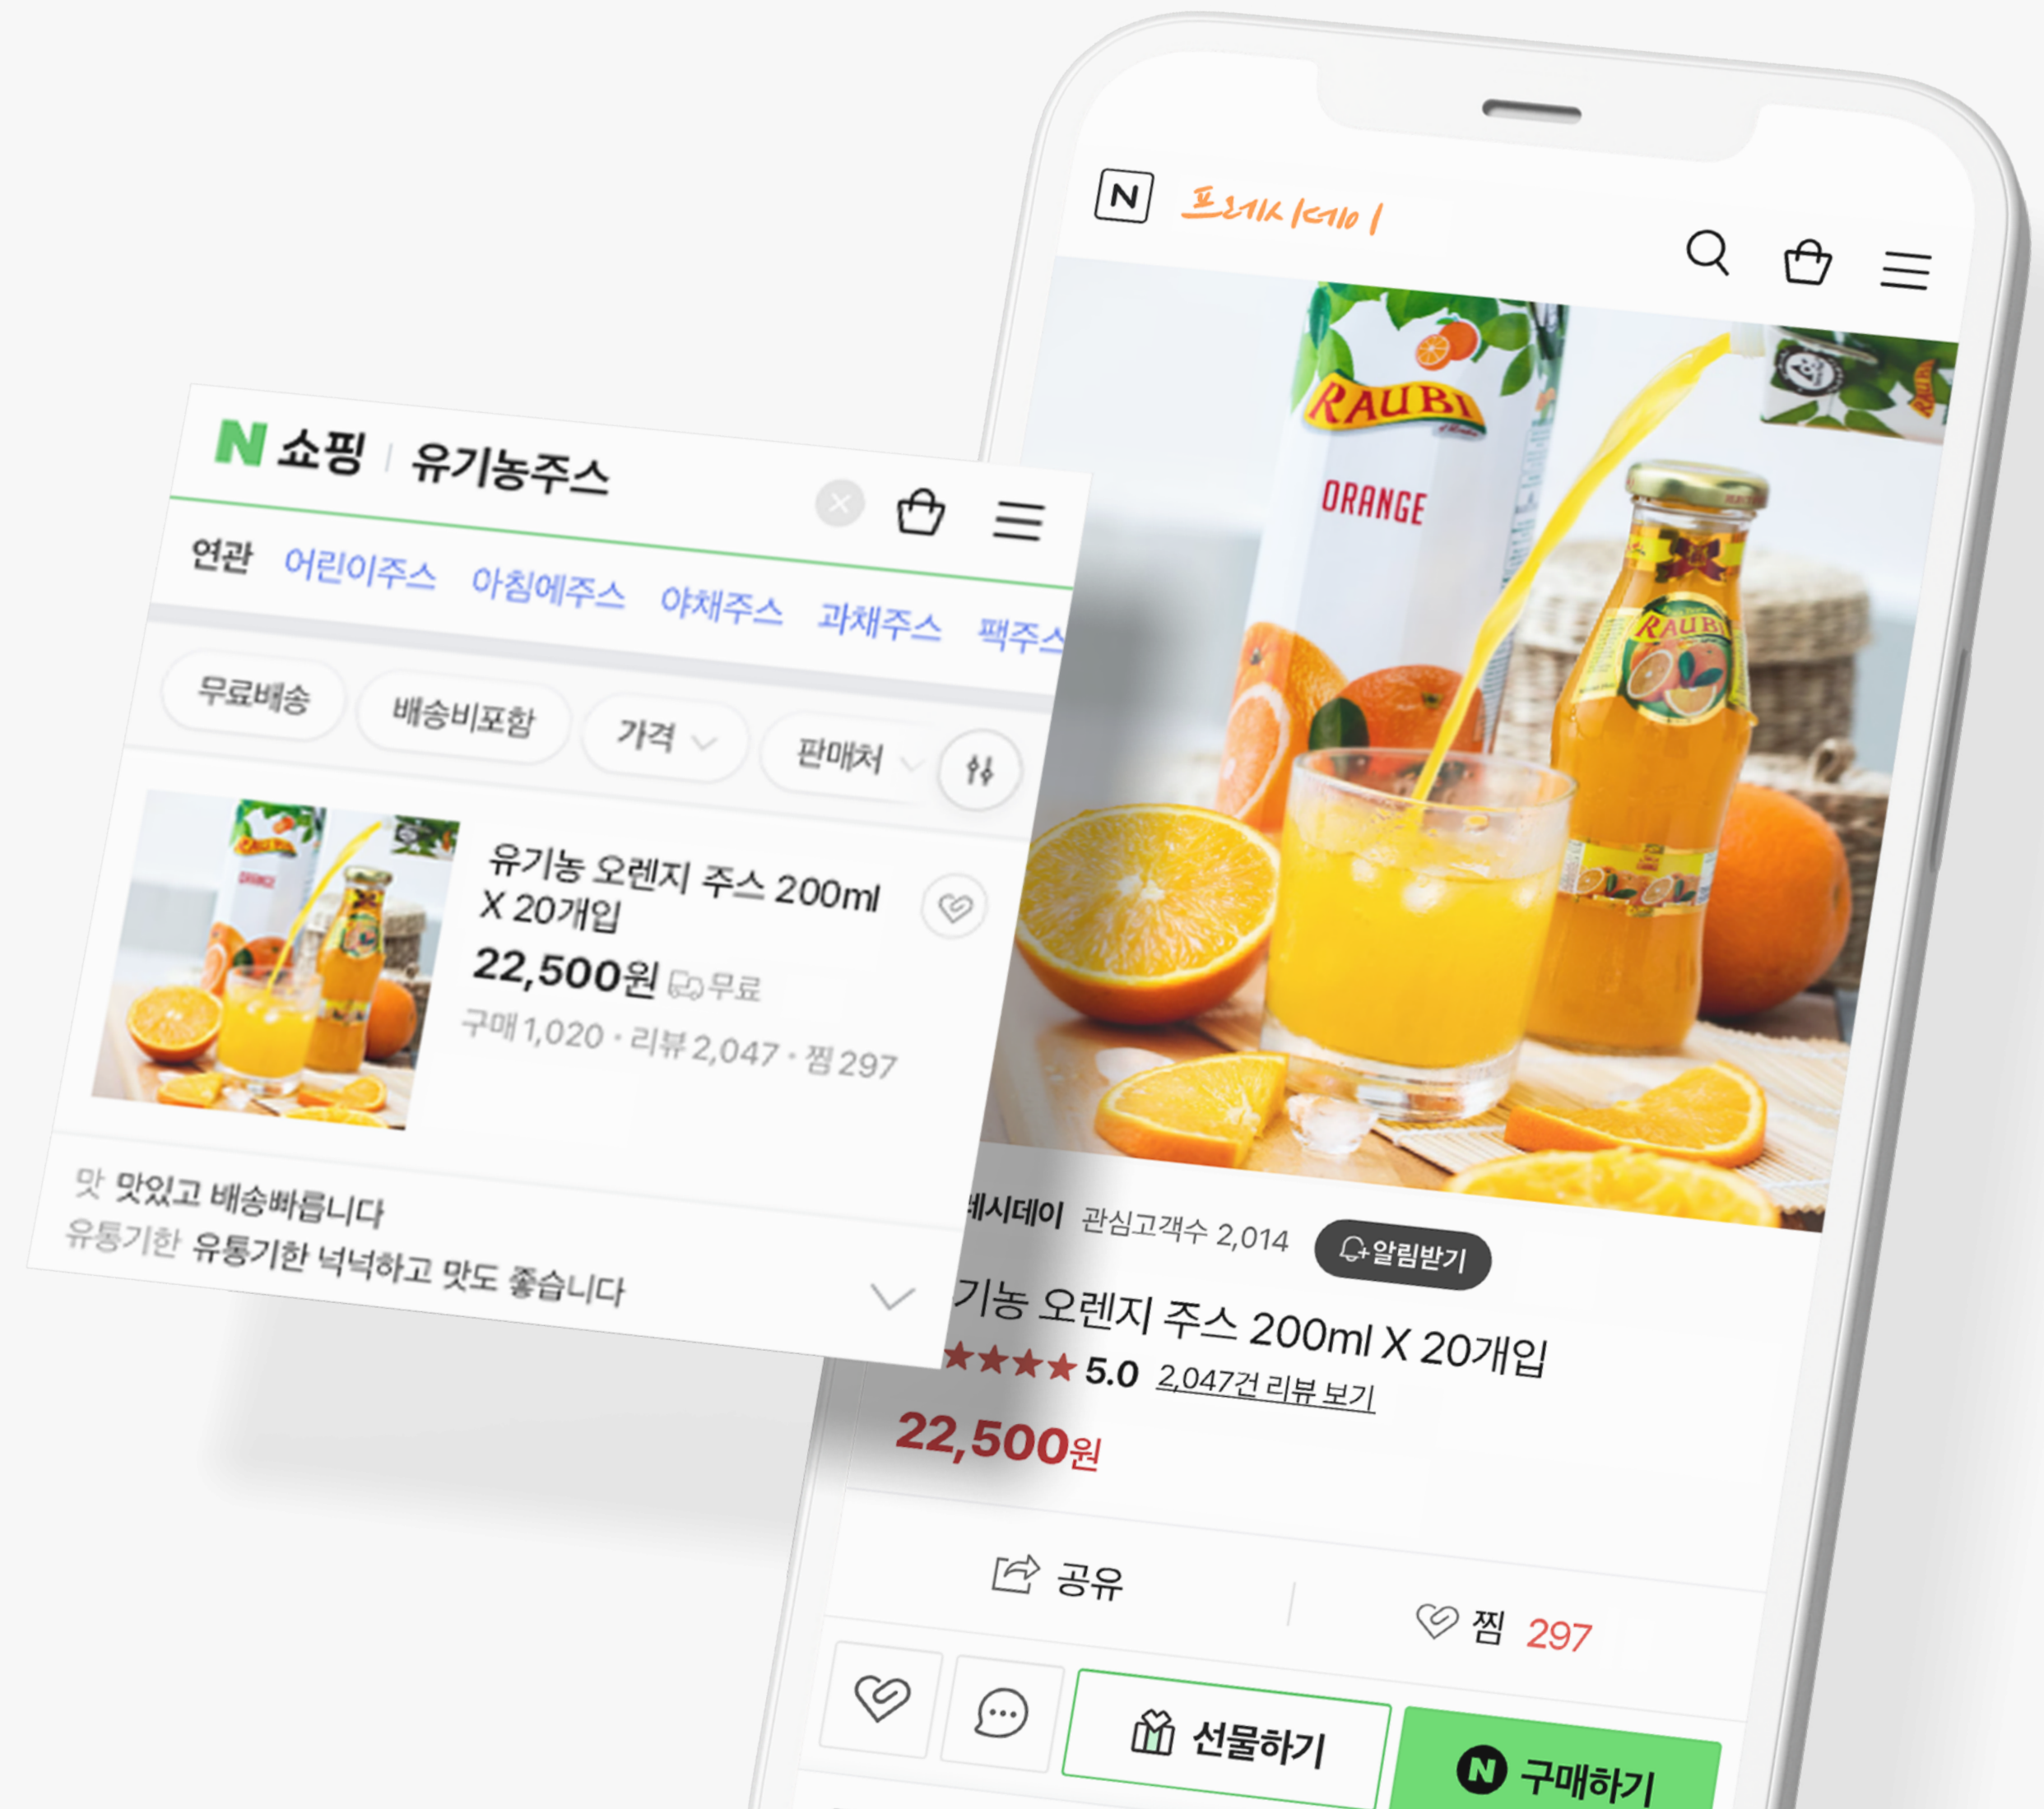 N 쇼핑 유기농주스
연관 어린이주스 아침에주스 야채주스 과채주스 팩주스
무료배송 배송비포함 가격 판매처
유기농 오렌지 주스 200ml
X 20개입
22,500원 무료
구매 1,020 · 리뷰 2,047 · 찜 297
맛 맛있고 배송빠릅니다
유통기한 유통기한 넉넉하고 맛도 좋습니다
N 프레시데이
RAUBI
ORANGE
RAUBI
RAUBI
레시데이 관심고객수 2,014 알림받기
기농 오렌지 주스 200ml X 20개입
5.0 2,047건 리뷰 보기
22,500원
공유 찜 297
선물하기 N 구매하기